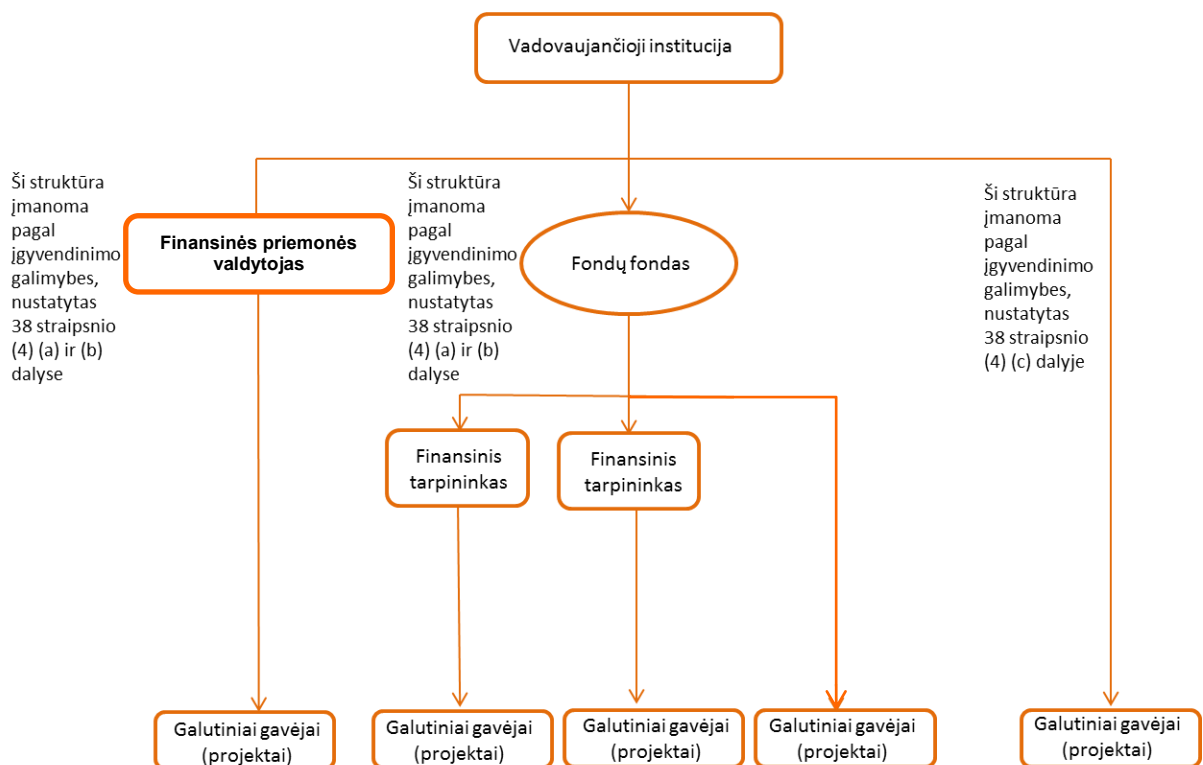 Vadovaujančioji institucija
Ši struktūra
įmanoma
pagal
įgyvendinimo
galimybes,
nustatytas
38 straipsnio
(4) (a) ir (b)
dalyse
Finansinės priemonės
valdytojas
Ši struktūra
įmanoma
pagal
įgyvendinimo
galimybes,
nustatytas
38 straipsnio
(4) (a) ir (b)
dalyse
Fondų fondas
Ši struktūra
įmanoma
pagal
įgyvendinimo
galimybes,
nustatytas
38 straipsnio
(4) (c) dalyje
Finansinis
tarpininkas
Finansinis
tarpininkas
Galutiniai gavėjai
(projektai)
Galutiniai gavėjai
(projektai)
Galutiniai gavėjai
(projektai)
Galutiniai gavėjai
(projektai)
Galutiniai gavėjai
(projektai)